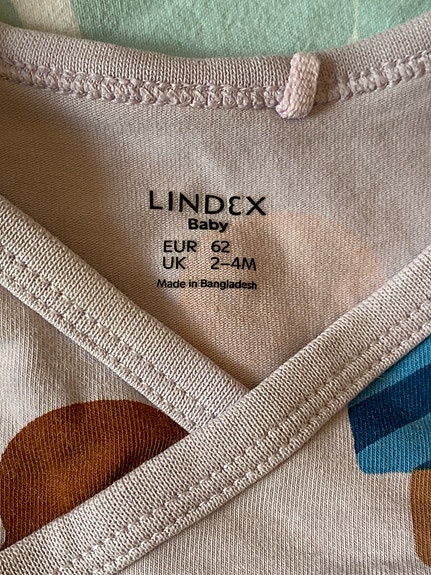 LINDEX
Baby
EUR 62
UK 2–4M
Made in Bangladesh